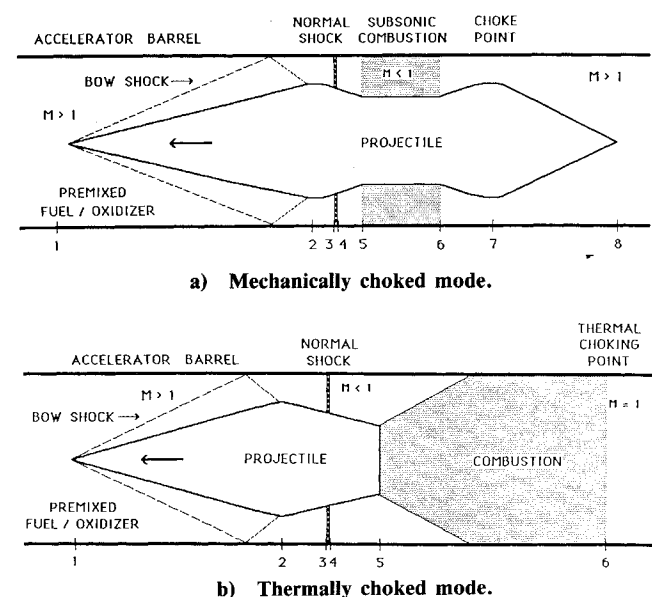 ACCELERATOR BARREL
NORMAL SHOCK
SUBSONIC COMBUSTION
CHOKE POINT
BOW SHOCK →
M < 1
M > 1
M > 1
PROJECTILE
PREMIXED FUEL / OXIDIZER
1 2 3 4 5 6 7 8
a) Mechanically choked mode.
ACCELERATOR BARREL
NORMAL SHOCK
THERMAL CHOKING POINT
M > 1
M < 1
M = 1
BOW SHOCK →
PROJECTILE
COMBUSTION
PREMIXED FUEL / OXIDIZER
1 2 3 4 5 6
b) Thermally choked mode.